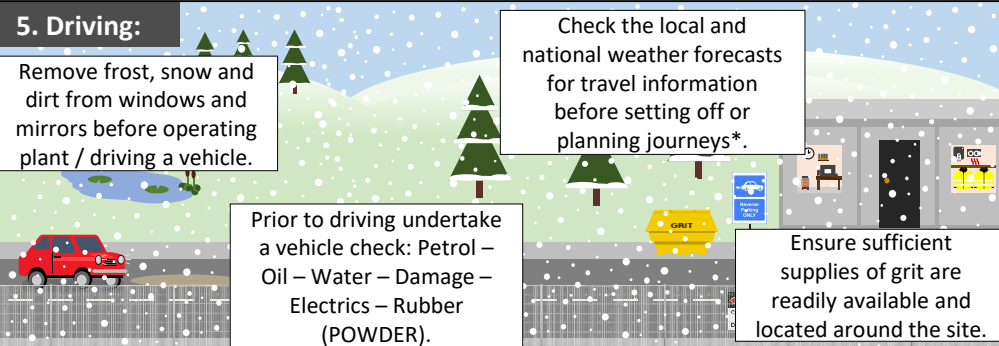 5. Driving:
Remove frost, snow and
dirt from windows and
mirrors before operating
plant / driving a vehicle.
Check the local and
national weather forecasts
for travel information
before setting off or
planning journeys*.
Prior to driving undertake
a vehicle check: Petrol –
Oil – Water – Damage –
Electrics – Rubber
(POWDER).
Reverse
Parking
ONLY
GRIT
Ensure sufficient
supplies of grit are
readily available and
located around the site.